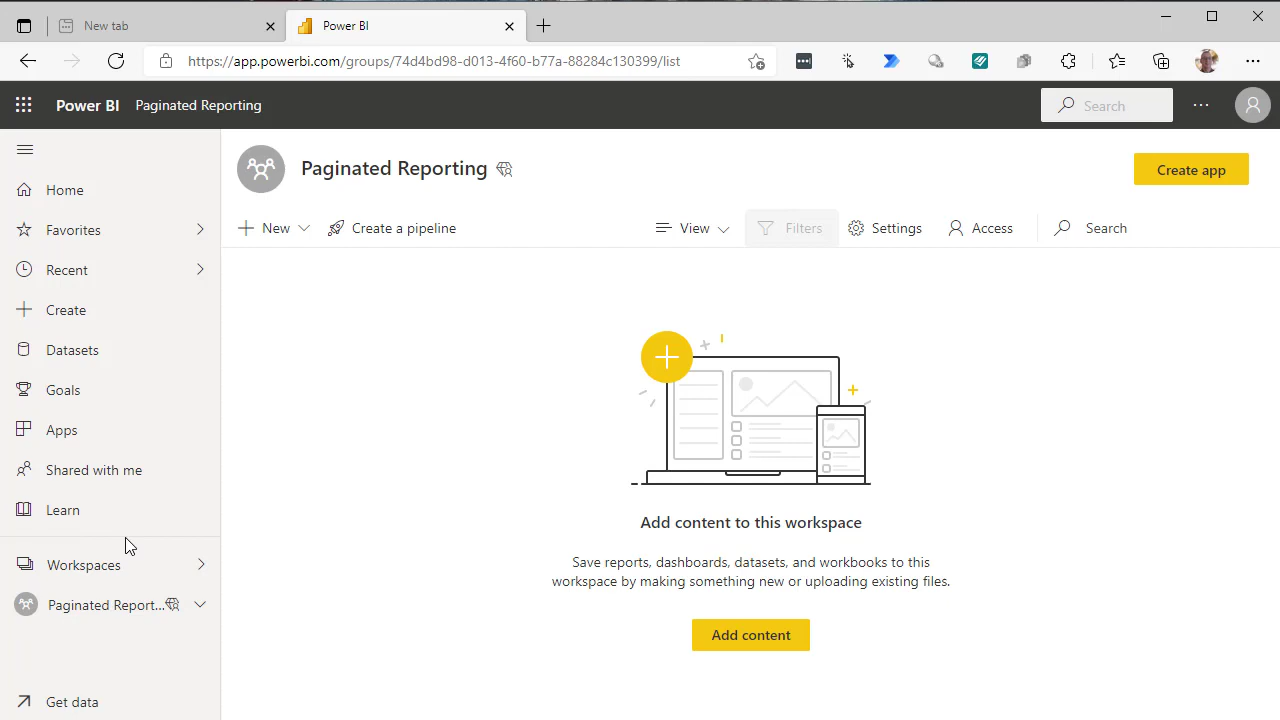 New tab
Power BI
https://app.powerbi.com/groups/74d4bd98-d013-4f60-b77a-88284c130399/list
Power BI Paginated Reporting
Search
Paginated Reporting
Create app
Home
Favorites
Recent
Create
Datasets
Goals
Apps
Shared with me
Learn
Workspaces
Paginated Report...
Get data
New
Create a pipeline
View
Filters
Settings
Access
Search
Add content to this workspace
Save reports, dashboards, datasets, and workbooks to this
workspace by making something new or uploading existing files.
Add content